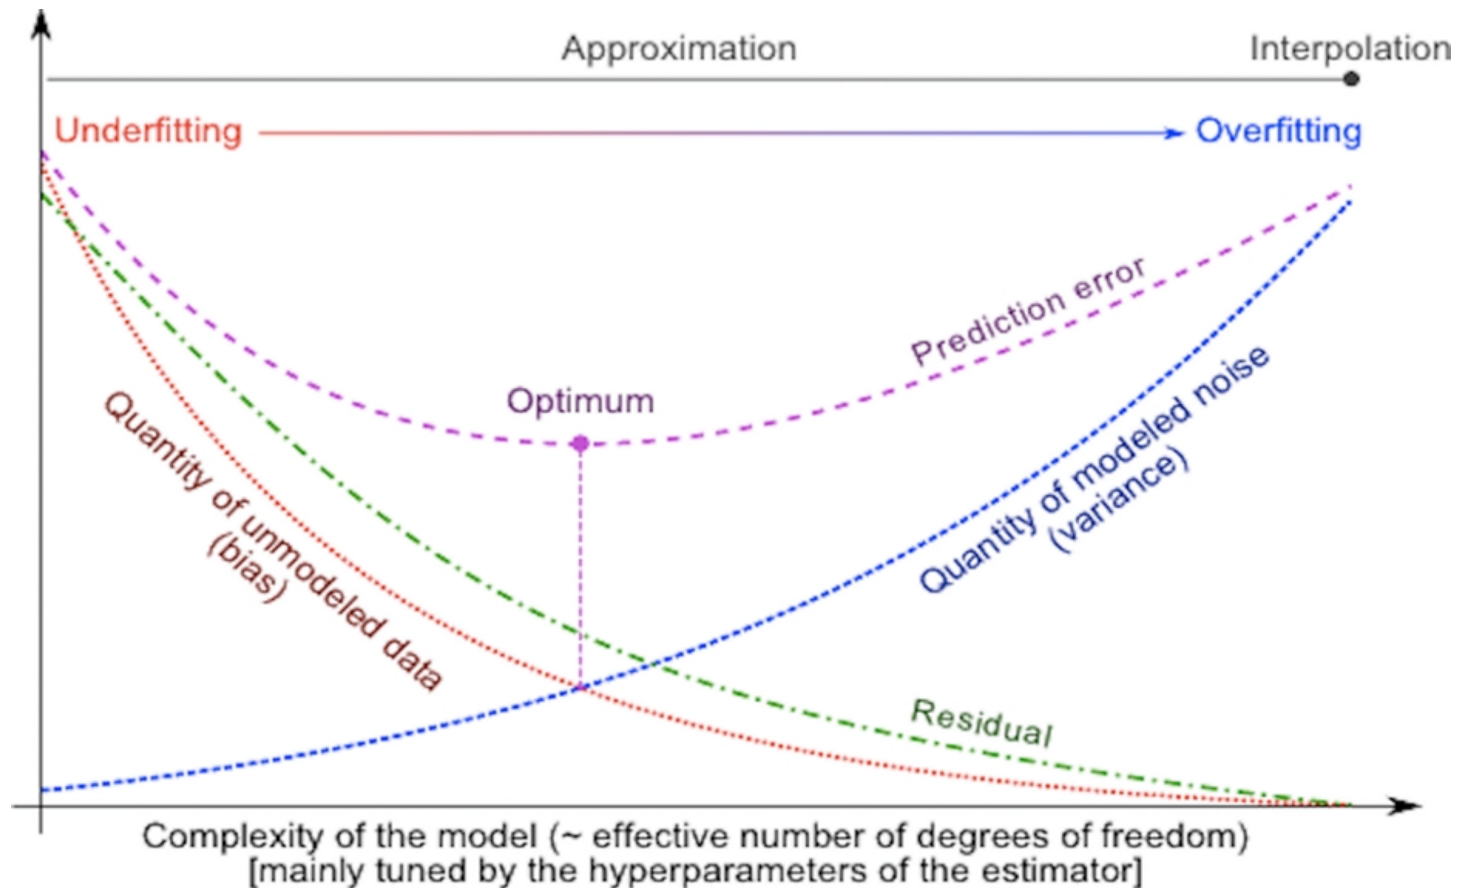 Approximation
Interpolation
Underfitting
Overfitting
Prediction error
Optimum
Quantity of unmodeled data
(bias)
Quantity of modeled noise
(variance)
Residual
Complexity of the model (~ effective number of degrees of freedom)
[mainly tuned by the hyperparameters of the estimator]